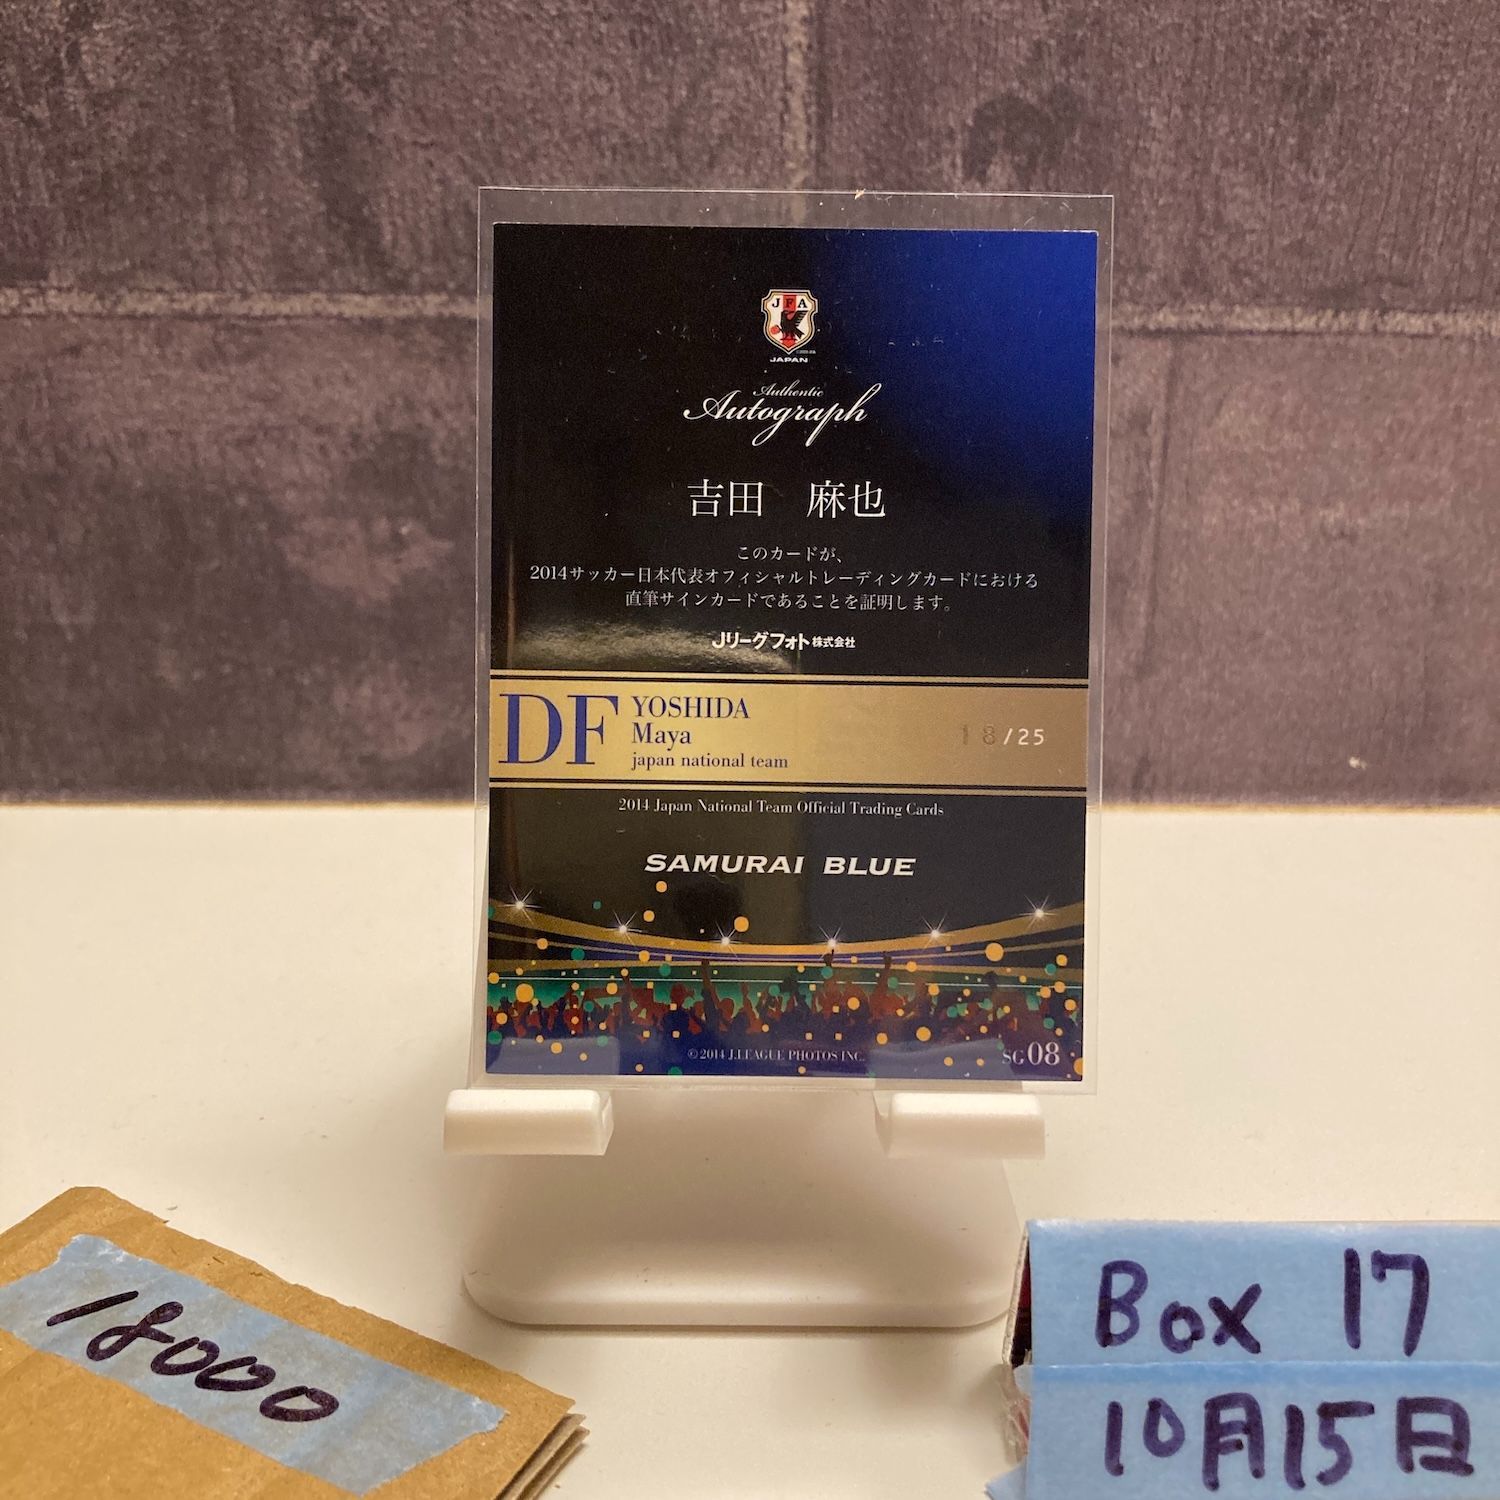 JFA
JAPAN
Authentic
Autograph
吉田 麻也
このカードが、
2014サッカー日本代表オフィシャルトレーディングカードにおける
直筆サインカードであることを証明します。
Jリーグフォト株式会社
DF
YOSHIDA
Maya
japan national team
18/25
2014 Japan National Team Official Trading Cards
SAMURAI BLUE
©2014 J.LEAGUE PHOTOS INC.
SG08
18000
Box 17
10月15日